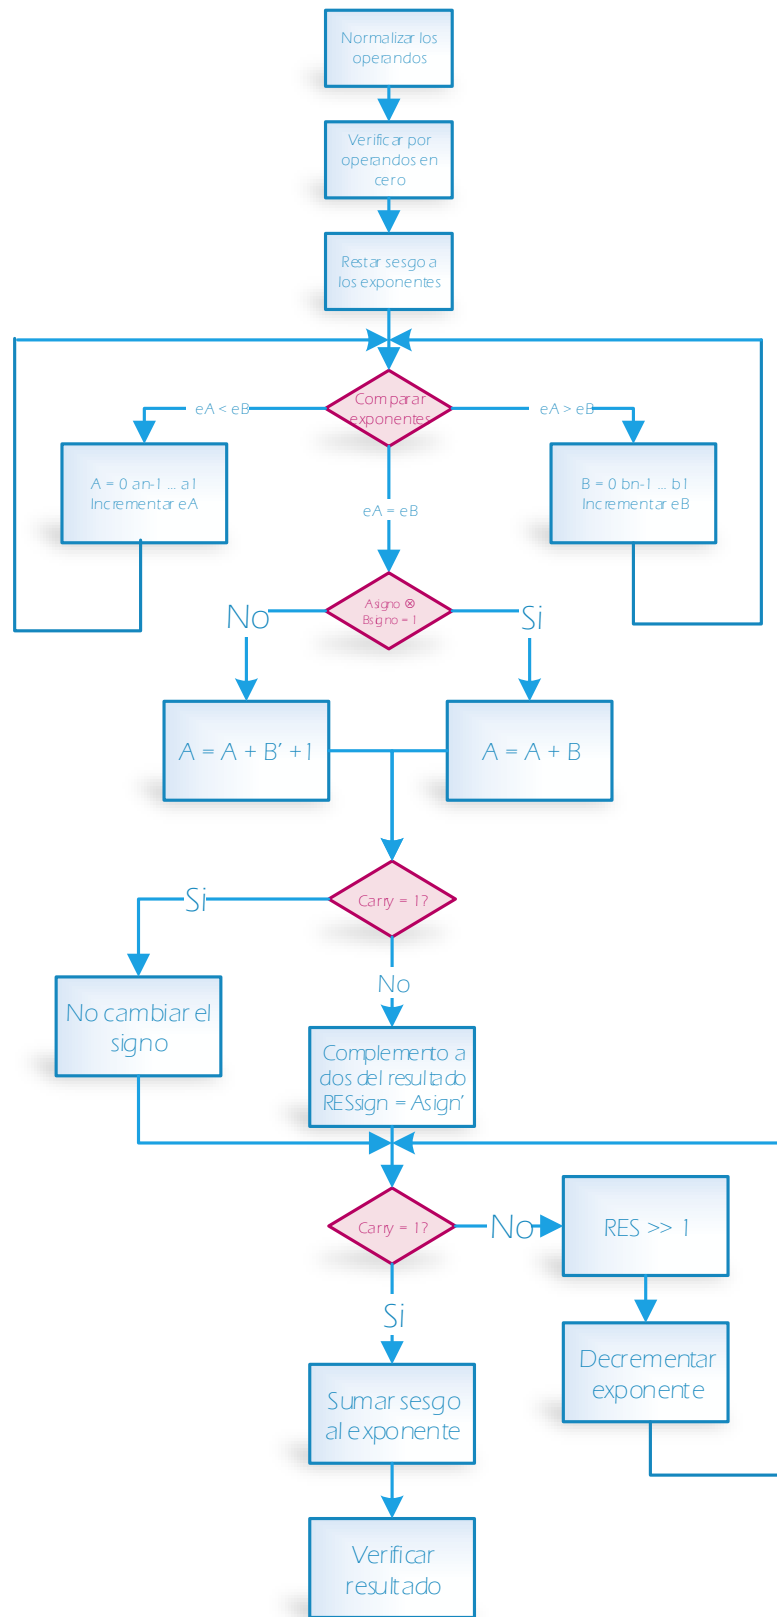 Normalizar los
operandos
Verificar por
operandos en
cero
Restar sesgo a
los exponentes
Comparar
exponentes
eA < eB
eA > eB
A = 0 an-1 ... a1
Incrementar eA
B = 0 bn-1 ... b1
Incrementar eB
eA = eB
Asigno ⊗
Bsigno = 1
No
Si
A = A + B' +1
A = A + B
Carry = 1?
Si
No
No cambiar el
signo
Complemento a
dos del resultado
RESsign = Asign'
Carry = 1?
No
RES >> 1
Si
Decrementar
exponente
Sumar sesgo
al exponente
Verificar
resultado